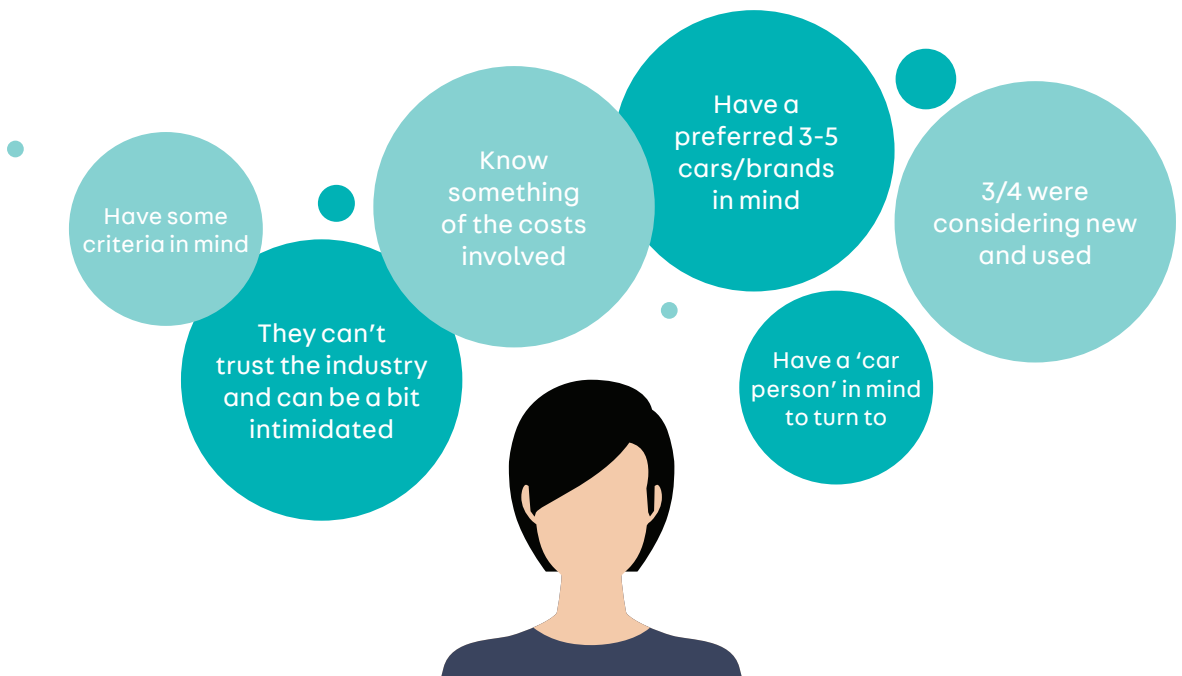 Have some
criteria in mind
They can't
trust the industry
and can be a bit
intimidated
Know
something
of the costs
involved
Have a
preferred 3-5
cars/brands
in mind
Have a ‘car
person’ in mind
to turn to
3/4 were
considering new
and used